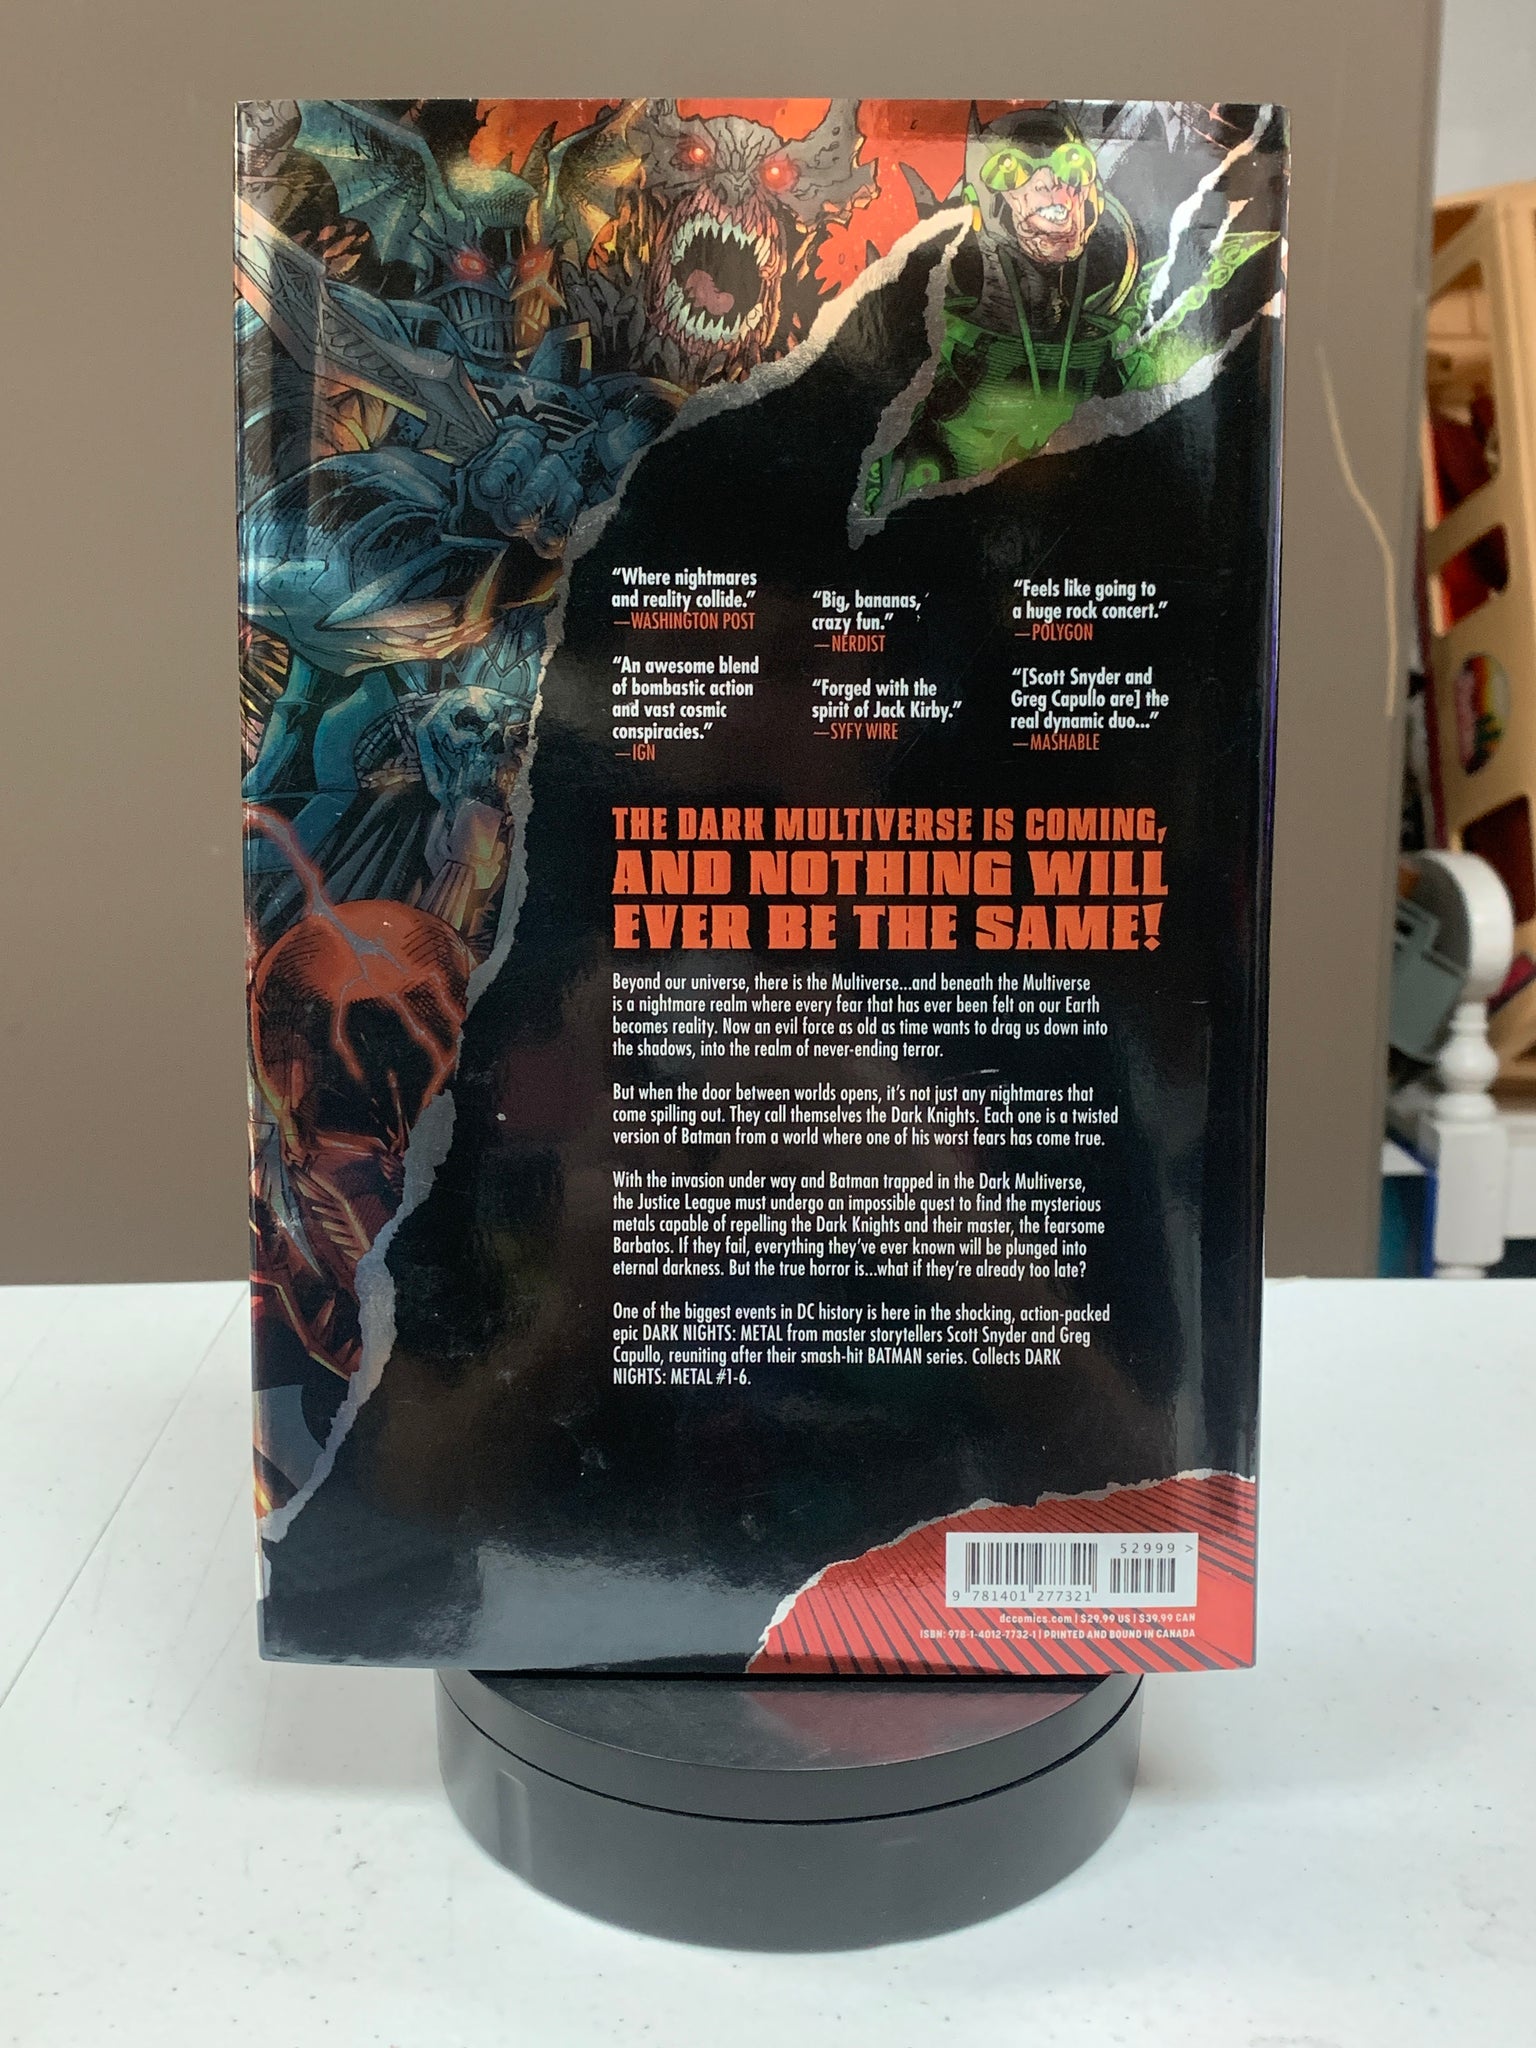 “Where nightmares
and reality collide.”
—WASHINGTON POST
“An awesome blend
of bombastic action
and vast cosmic
conspiracies.”
—IGN
“Big, bananas,
crazy fun.”
—NERDIST
“Forged with the
spirit of Jack Kirby.”
—SYFY WIRE
“Feels like going to
a huge rock concert.”
—POLYGON
“[Scott Snyder and
Greg Capullo are] the
real dynamic duo...”
—MASHABLE
THE DARK MULTIVERSE IS COMING,
AND NOTHING WILL
EVER BE THE SAME!
Beyond our universe, there is the Multiverse...and beneath the Multiverse
is a nightmare realm where every fear that has ever been felt on our Earth
becomes reality. Now an evil force as old as time wants to drag us down into
the shadows, into the realm of never-ending terror.
But when the door between worlds opens, it’s not just any nightmares that
come spilling out. They call themselves the Dark Knights. Each one is a twisted
version of Batman from a world where one of his worst fears has come true.
With the invasion under way and Batman trapped in the Dark Multiverse,
the Justice League must undergo an impossible quest to find the mysterious
metals capable of repelling the Dark Knights and their master, the fearsome
Barbatos. If they fail, everything they’ve ever known will be plunged into
eternal darkness. But the true horror is...what if they’re already too late?
One of the biggest events in DC history is here in the shocking, action-packed
epic DARK NIGHTS: METAL from master storytellers Scott Snyder and Greg
Capullo, reuniting after their smash-hit BATMAN series. Collects DARK
NIGHTS: METAL #1-6.
52999 >
9 781401 277321
dccomics.com | $29.99 US | $39.99 CAN
ISBN: 978-1-4012-7732-1 | PRINTED AND BOUND IN CANADA